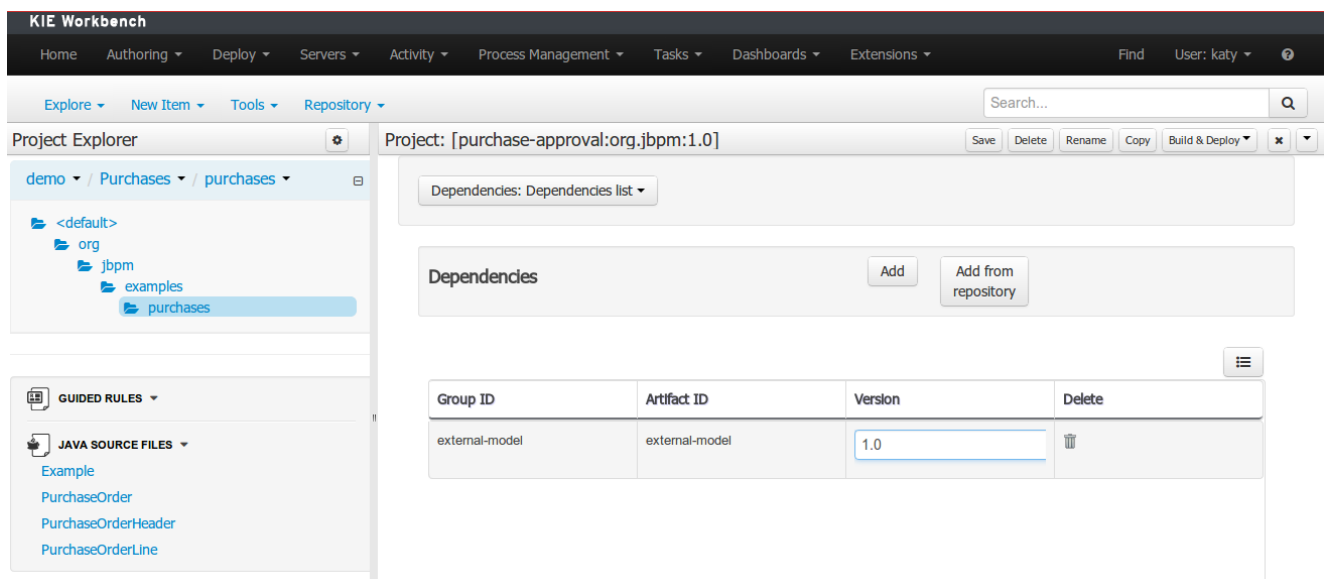 KIE Workbench
Home Authoring Deploy Servers Activity Process Management Tasks Dashboards Extensions Find User: katy
Explore New Item Tools Repository Search...
Project Explorer
Project: [purchase-approval:org.jbpm:1.0] Save Delete Rename Copy Build & Deploy
demo / Purchases / purchases
<default>
org
jbpm
examples
purchases
GUIDED RULES
JAVA SOURCE FILES
Example
PurchaseOrder
PurchaseOrderHeader
PurchaseOrderLine
Dependencies: Dependencies list
Dependencies Add Add from
repository
Group ID Artifact ID Version Delete
external-model external-model 1.0